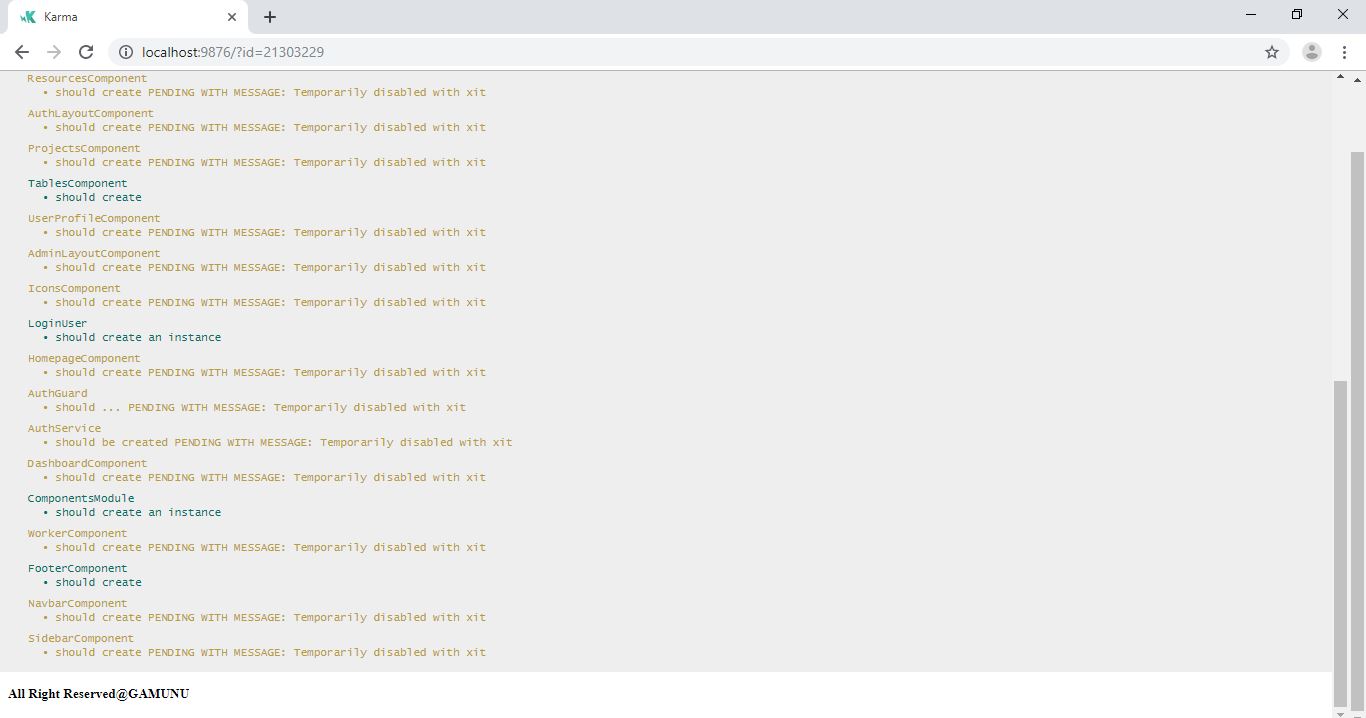 Karma
localhost:9876/?id=21303229
ResourcesComponent
• should create PENDING WITH MESSAGE: Temporarily disabled with xit
AuthLayoutComponent
• should create PENDING WITH MESSAGE: Temporarily disabled with xit
ProjectsComponent
• should create PENDING WITH MESSAGE: Temporarily disabled with xit
TablesComponent
• should create
UserProfileComponent
• should create PENDING WITH MESSAGE: Temporarily disabled with xit
AdminLayoutComponent
• should create PENDING WITH MESSAGE: Temporarily disabled with xit
IconsComponent
• should create PENDING WITH MESSAGE: Temporarily disabled with xit
LoginUser
• should create an instance
HomepageComponent
• should create PENDING WITH MESSAGE: Temporarily disabled with xit
AuthGuard
• should ... PENDING WITH MESSAGE: Temporarily disabled with xit
AuthService
• should be created PENDING WITH MESSAGE: Temporarily disabled with xit
DashboardComponent
• should create PENDING WITH MESSAGE: Temporarily disabled with xit
ComponentsModule
• should create an instance
WorkerComponent
• should create PENDING WITH MESSAGE: Temporarily disabled with xit
FooterComponent
• should create
NavbarComponent
• should create PENDING WITH MESSAGE: Temporarily disabled with xit
SidebarComponent
• should create PENDING WITH MESSAGE: Temporarily disabled with xit
All Right Reserved@GAMUNU